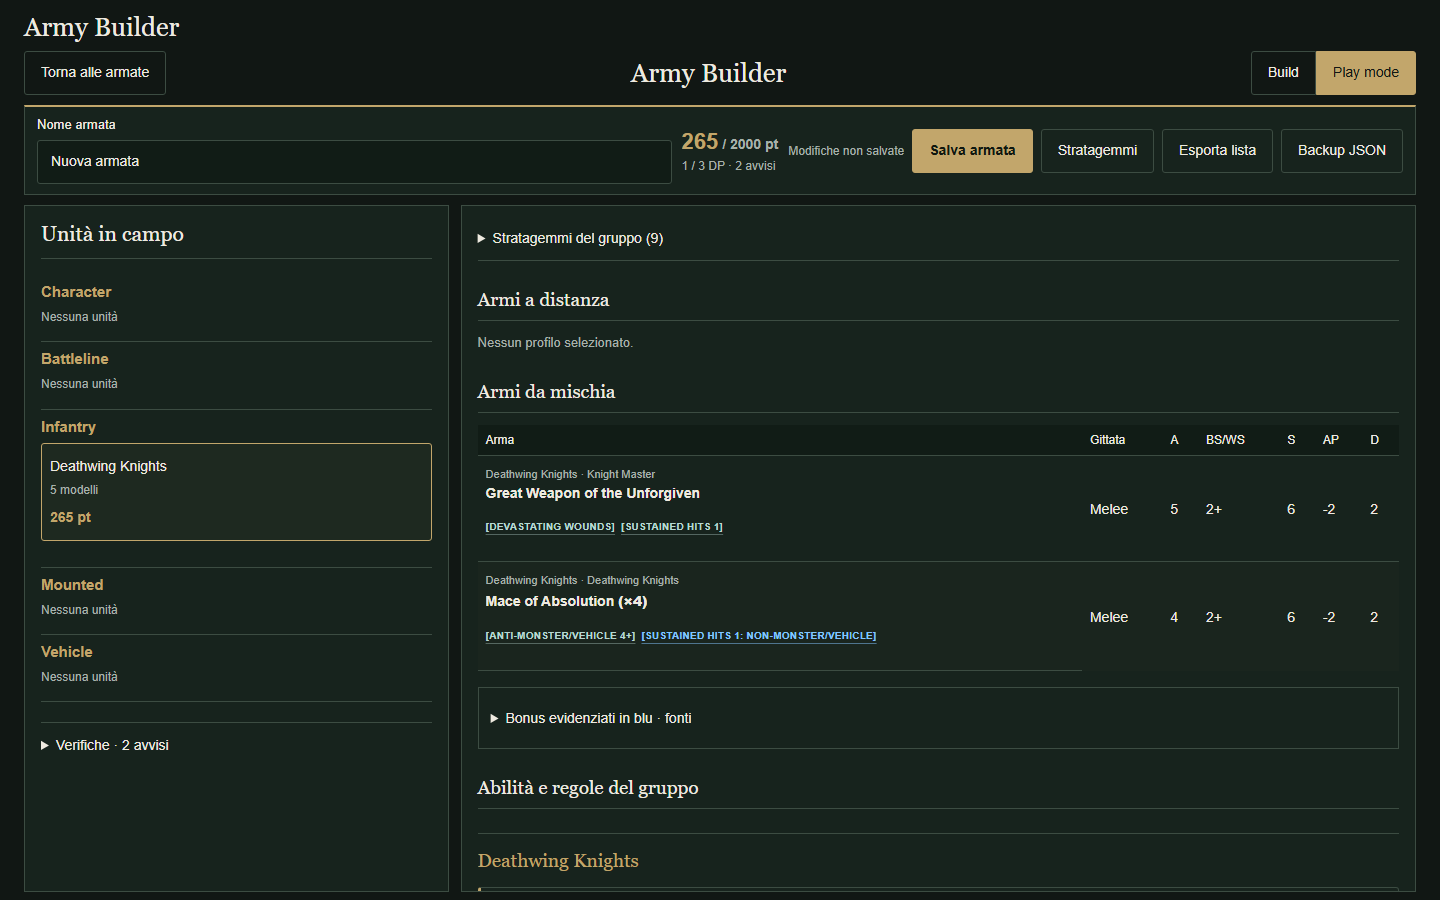 Army Builder
Torna alle armate
Army Builder
Build
Play mode
Nome armata
Nuova armata
265 / 2000 pt
1 / 3 DP · 2 avvisi
Modifiche non salvate
Salva armata
Stratagemmi
Esporta lista
Backup JSON
Unità in campo
Character
Nessuna unità
Battleline
Nessuna unità
Infantry
Deathwing Knights
5 modelli
265 pt
Mounted
Nessuna unità
Vehicle
Nessuna unità
▶ Verifiche · 2 avvisi
▶ Stratagemmi del gruppo (9)
Armi a distanza
Nessun profilo selezionato.
Armi da mischia
Arma Gittata A BS/WS S AP D
Deathwing Knights · Knight Master
Great Weapon of the Unforgiven
[DEVASTATING WOUNDS] [SUSTAINED HITS 1]
Melee 5 2+ 6 -2 2
Deathwing Knights · Deathwing Knights
Mace of Absolution (×4)
[ANTI-MONSTER/VEHICLE 4+] [SUSTAINED HITS 1: NON-MONSTER/VEHICLE]
Melee 4 2+ 6 -2 2
▶ Bonus evidenziati in blu · fonti
Abilità e regole del gruppo
Deathwing Knights